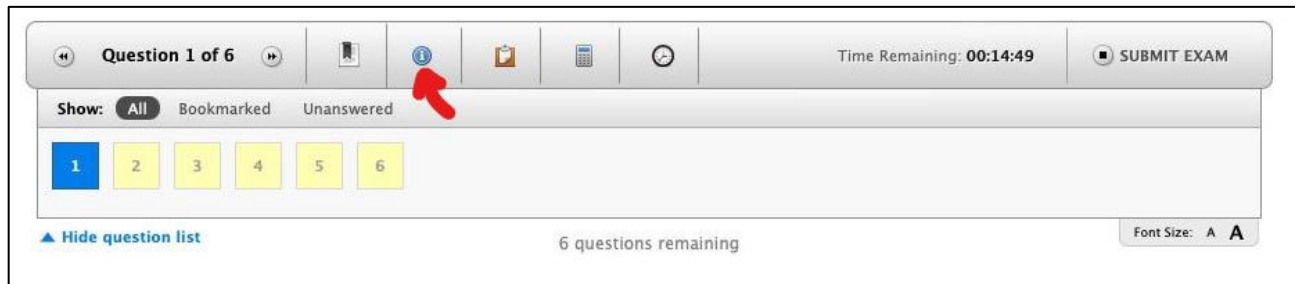 Question 1 of 6 Time Remaining: 00:14:49 SUBMIT EXAM
Show: All Bookmarked Unanswered
1 2 3 4 5 6
Hide question list 6 questions remaining Font Size: A A